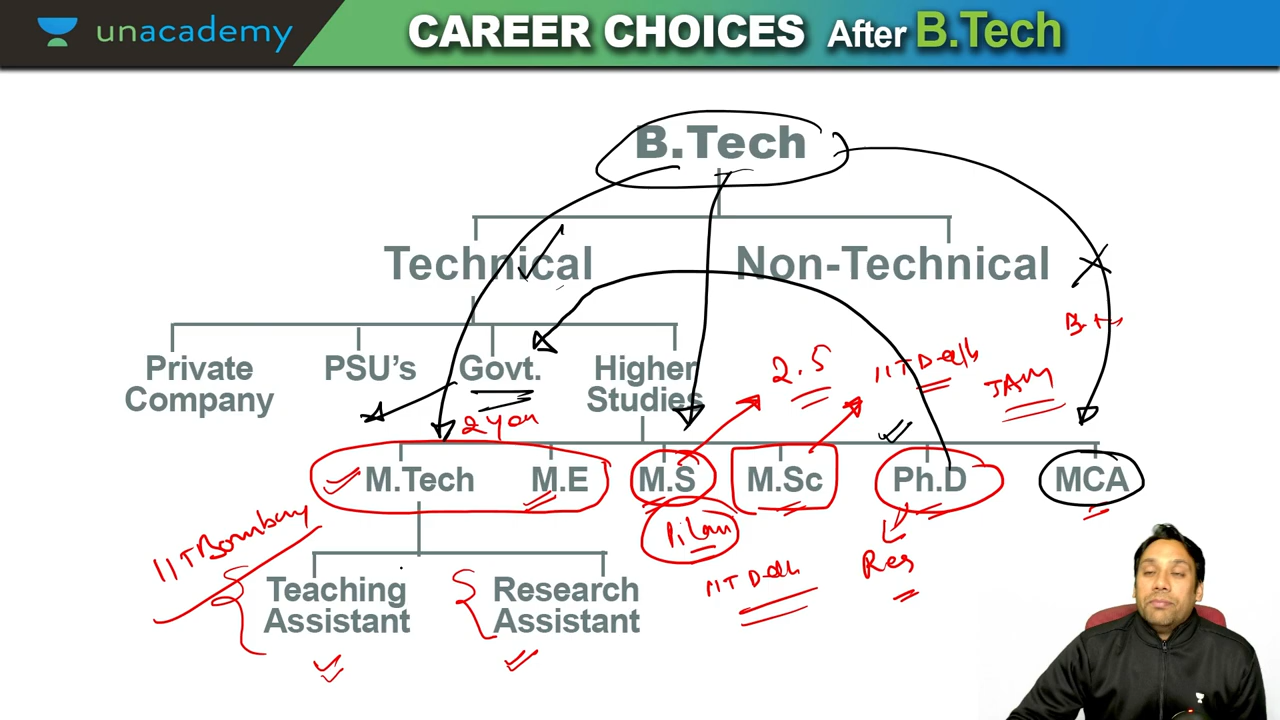 unacademy
CAREER CHOICES After B.Tech
B.Tech
Technical
Non-Technical
Private
Company
PSU's
Govt.
2 year
Higher
Studies
2.5
IIT Delhi
JAM
M.Tech
M.E
M.S
M.Sc
Ph.D
MCA
IIT Bombay
Pilani
IIT Delhi
Res
Teaching
Assistant
Research
Assistant